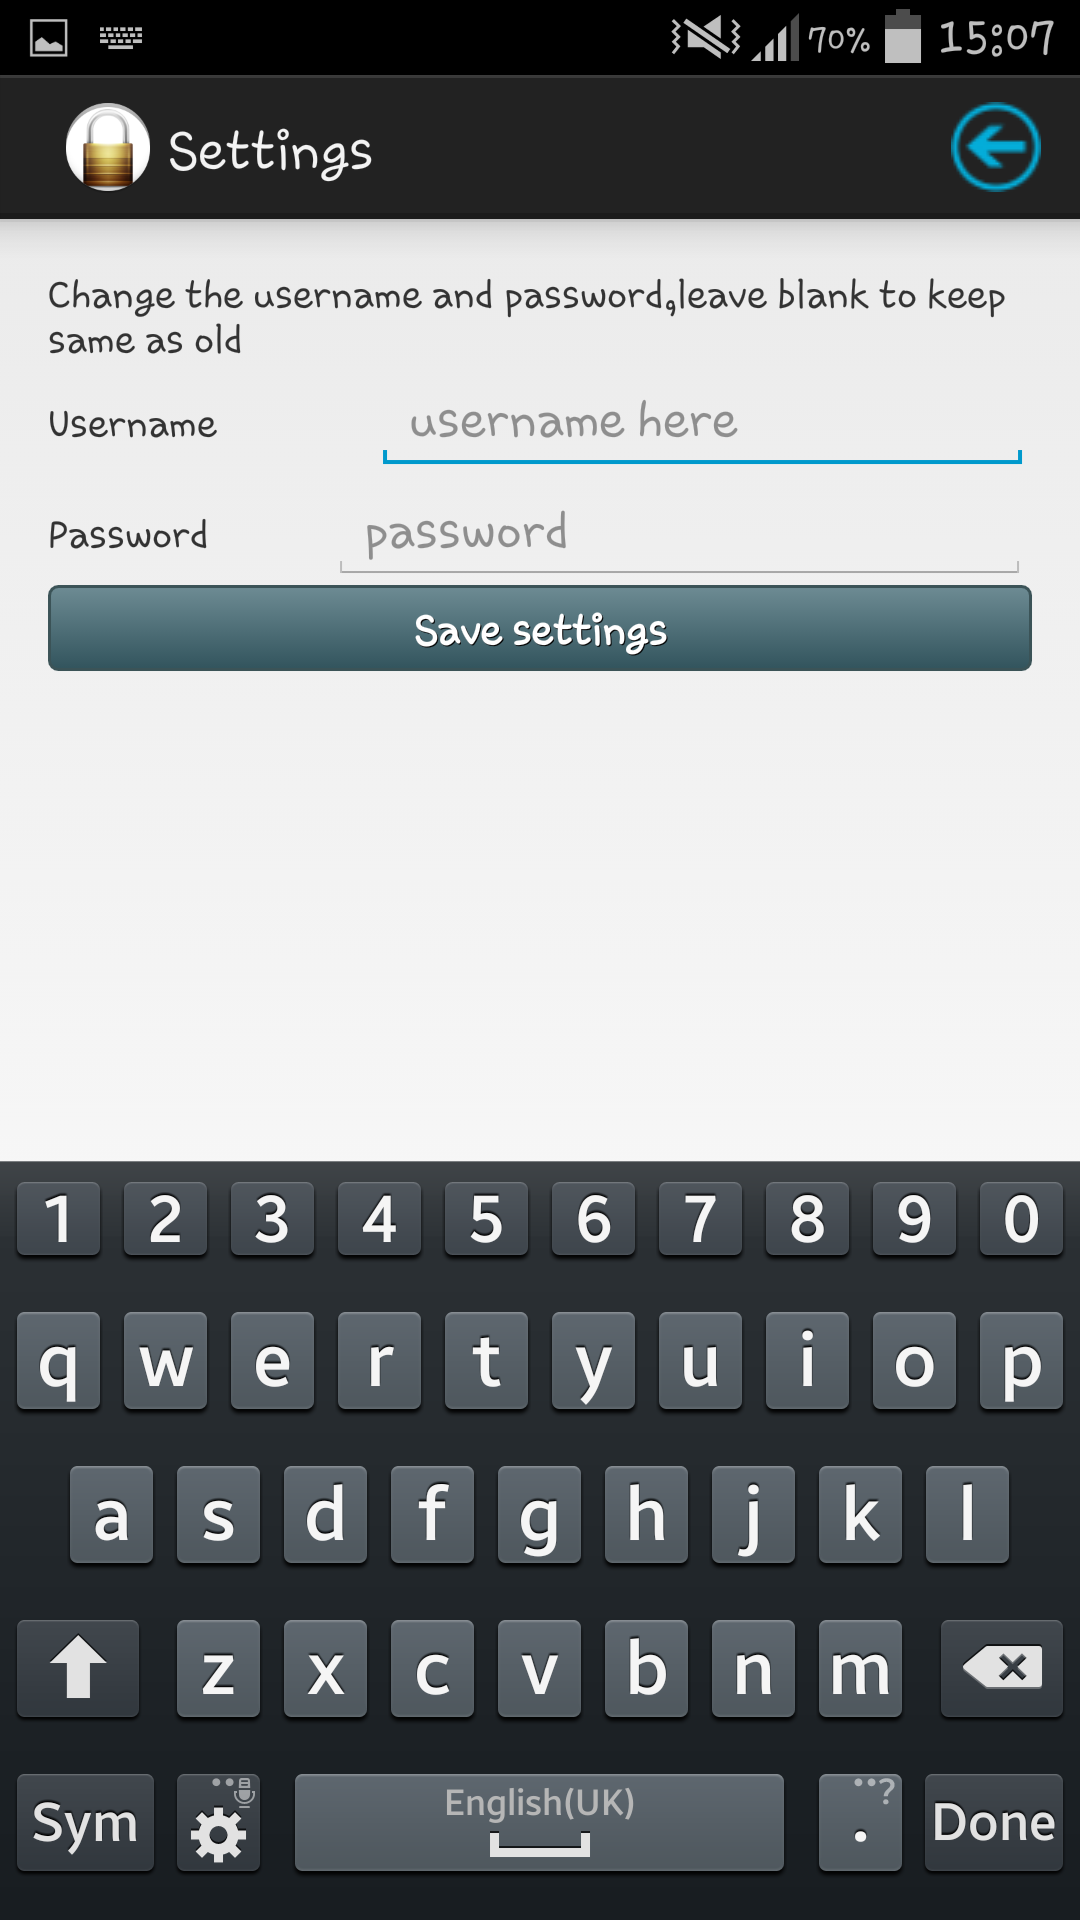 70% 15:07
Settings
Change the username and password,leave blank to keep
same as old
Username username here
Password password
Save settings
1 2 3 4 5 6 7 8 9 0
q w e r t y u i o p
a s d f g h j k l
z x c v b n m
Sym English(UK) . ? Done